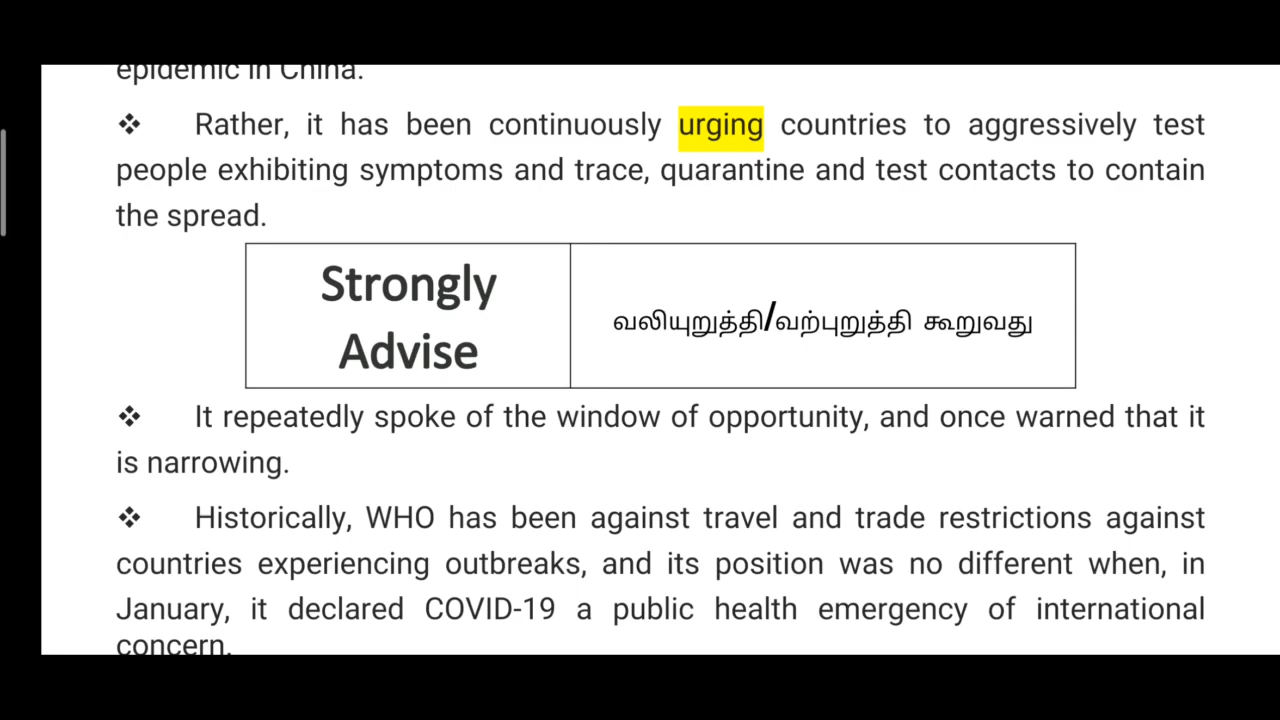 epidemic in China.
❖ Rather, it has been continuously urging countries to aggressively test
people exhibiting symptoms and trace, quarantine and test contacts to contain
the spread.
Strongly
Advise
வலியுறுத்தி/வற்புறுத்தி கூறுவது
❖ It repeatedly spoke of the window of opportunity, and once warned that it
is narrowing.
❖ Historically, WHO has been against travel and trade restrictions against
countries experiencing outbreaks, and its position was no different when, in
January, it declared COVID-19 a public health emergency of international
concern.